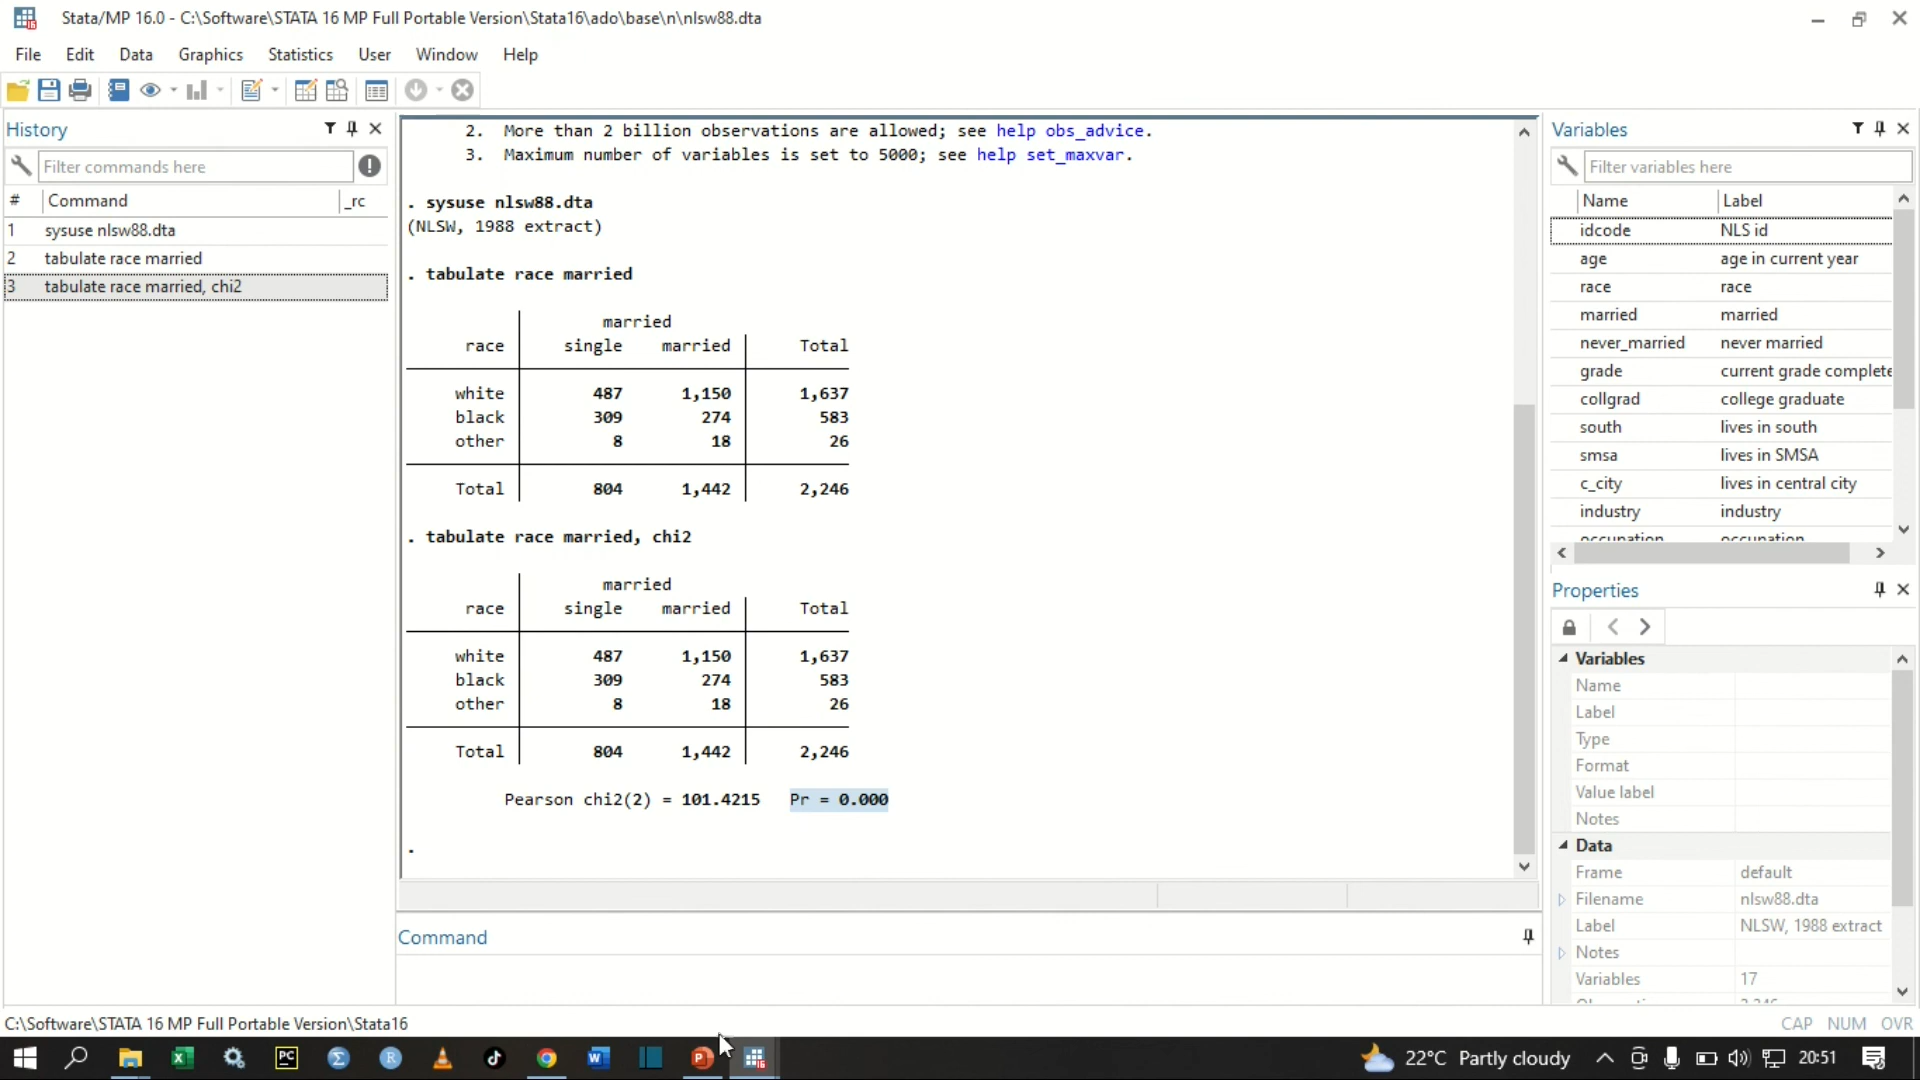 Stata/MP 16.0 - C:\Software\STATA 16 MP Full Portable Version\Stata16\ado\base\n\nlsw88.dta
File Edit Data Graphics Statistics User Window Help
History
Filter commands here
# Command _rc
1 sysuse nlsw88.dta
2 tabulate race married
3 tabulate race married, chi2
2. More than 2 billion observations are allowed; see help obs_advice.
3. Maximum number of variables is set to 5000; see help set_maxvar.
. sysuse nlsw88.dta
(NLSW, 1988 extract)
. tabulate race married
married
race single married Total
white 487 1,150 1,637
black 309 274 583
other 8 18 26
Total 804 1,442 2,246
. tabulate race married, chi2
married
race single married Total
white 487 1,150 1,637
black 309 274 583
other 8 18 26
Total 804 1,442 2,246
Pearson chi2(2) = 101.4215 Pr = 0.000
.
Command
Variables
Filter variables here
Name Label
idcode NLS id
age age in current year
race race
married married
never_married never married
grade current grade complete
collgrad college graduate
south lives in south
smsa lives in SMSA
c_city lives in central city
industry industry
occupation occupation
Properties
Variables
Name
Label
Type
Format
Value label
Notes
Data
Frame default
Filename nlsw88.dta
Label NLSW, 1988 extract
Notes
Variables 17
C:\Software\STATA 16 MP Full Portable Version\Stata16
CAP NUM OVR
22°C Partly cloudy 20:51